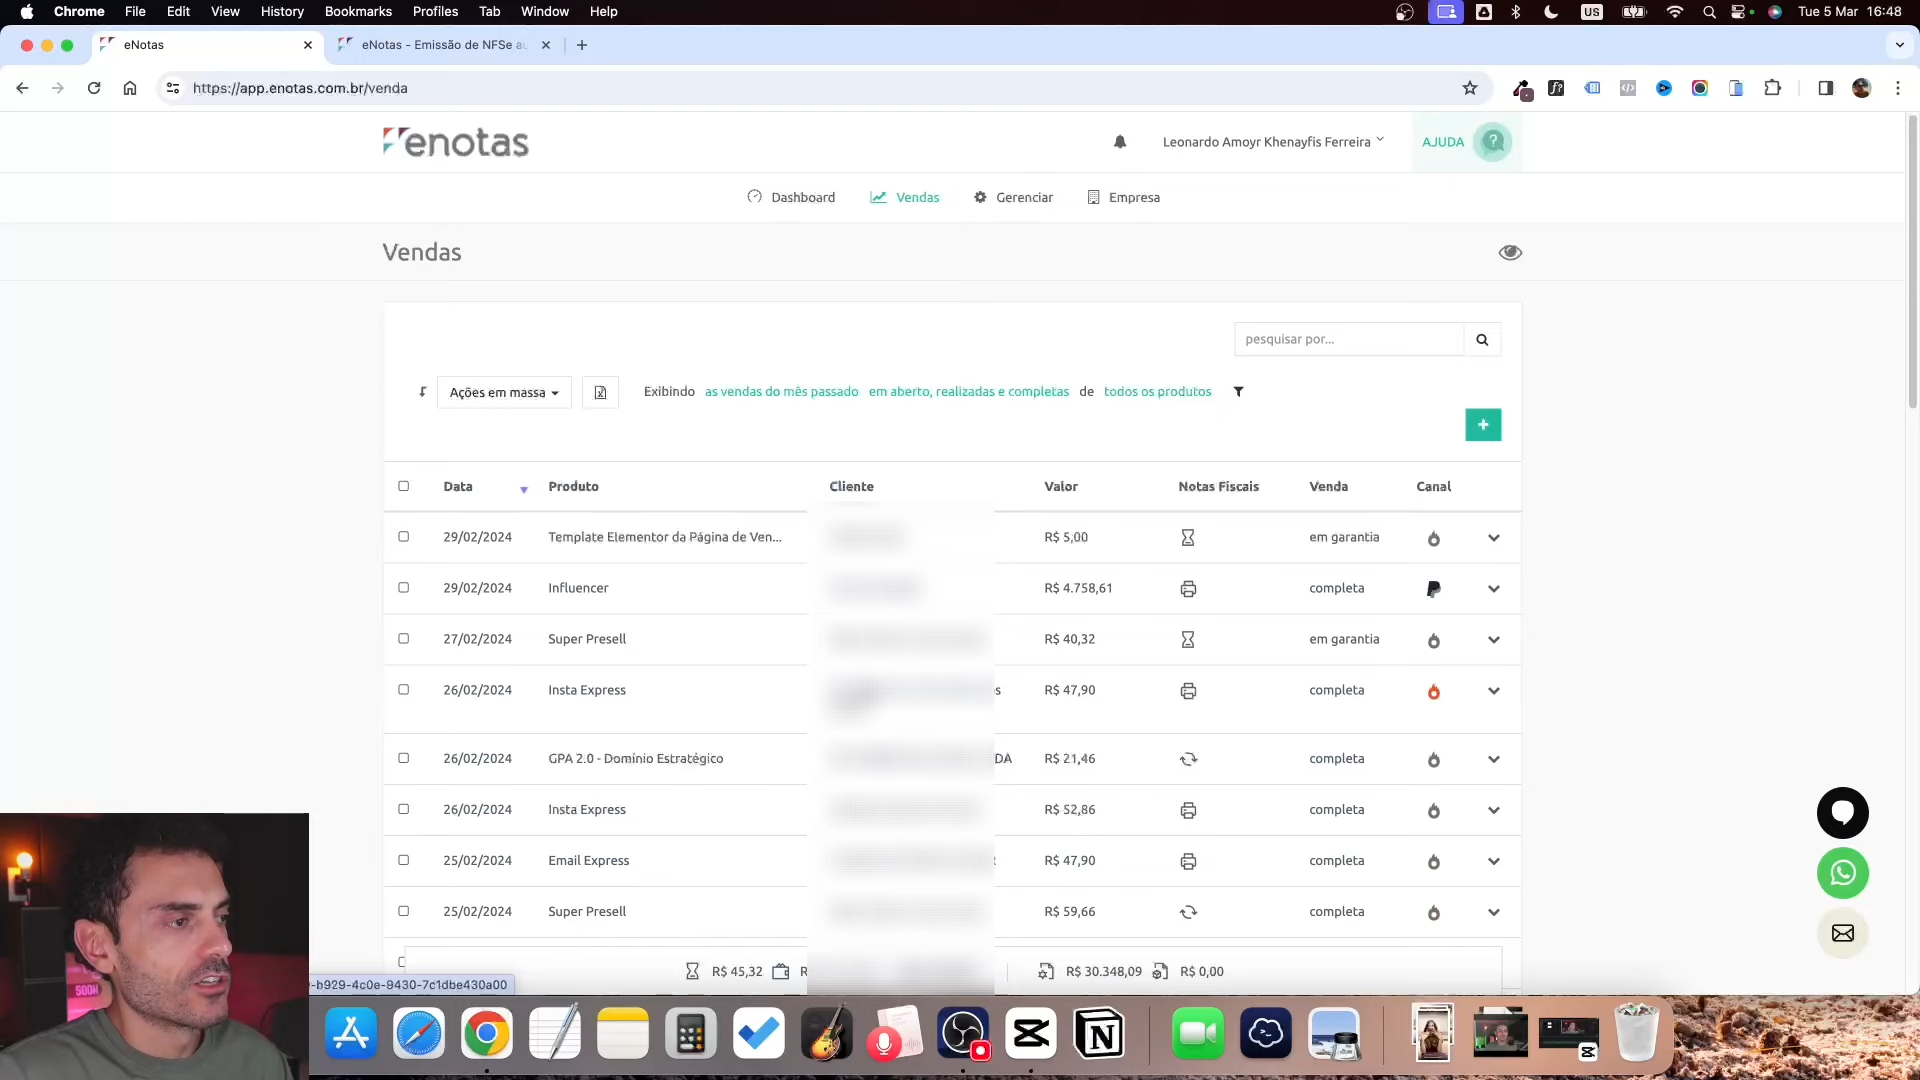 Chrome File Edit View History Bookmarks Profiles Tab Window Help US Tue 5 Mar 16:48
eNotas eNotas - Emissão de NFSe
https://app.enotas.com.br/venda
enotas Leonardo Amoyr Khenayfis Ferreira AJUDA ?
Dashboard Vendas Gerenciar Empresa
Vendas
pesquisar por...
Ações em massa Exibindo as vendas do mês passado em aberto, realizadas e completas de todos os produtos
+
Data Produto Cliente Valor Notas Fiscais Venda Canal
29/02/2024 Template Elementor da Página de Ven... R$ 5,00 em garantia
29/02/2024 Influencer R$ 4.758,61 completa
27/02/2024 Super Presell R$ 40,32 em garantia
26/02/2024 Insta Express R$ 47,90 completa
26/02/2024 GPA 2.0 - Domínio Estratégico DA R$ 21,46 completa
26/02/2024 Insta Express R$ 52,86 completa
25/02/2024 Email Express R$ 47,90 completa
25/02/2024 Super Presell R$ 59,66 completa
R$ 45,32 R$ 30.348,09 R$ 0,00
-b929-4c0e-9430-7c1dbe430a00
SOON